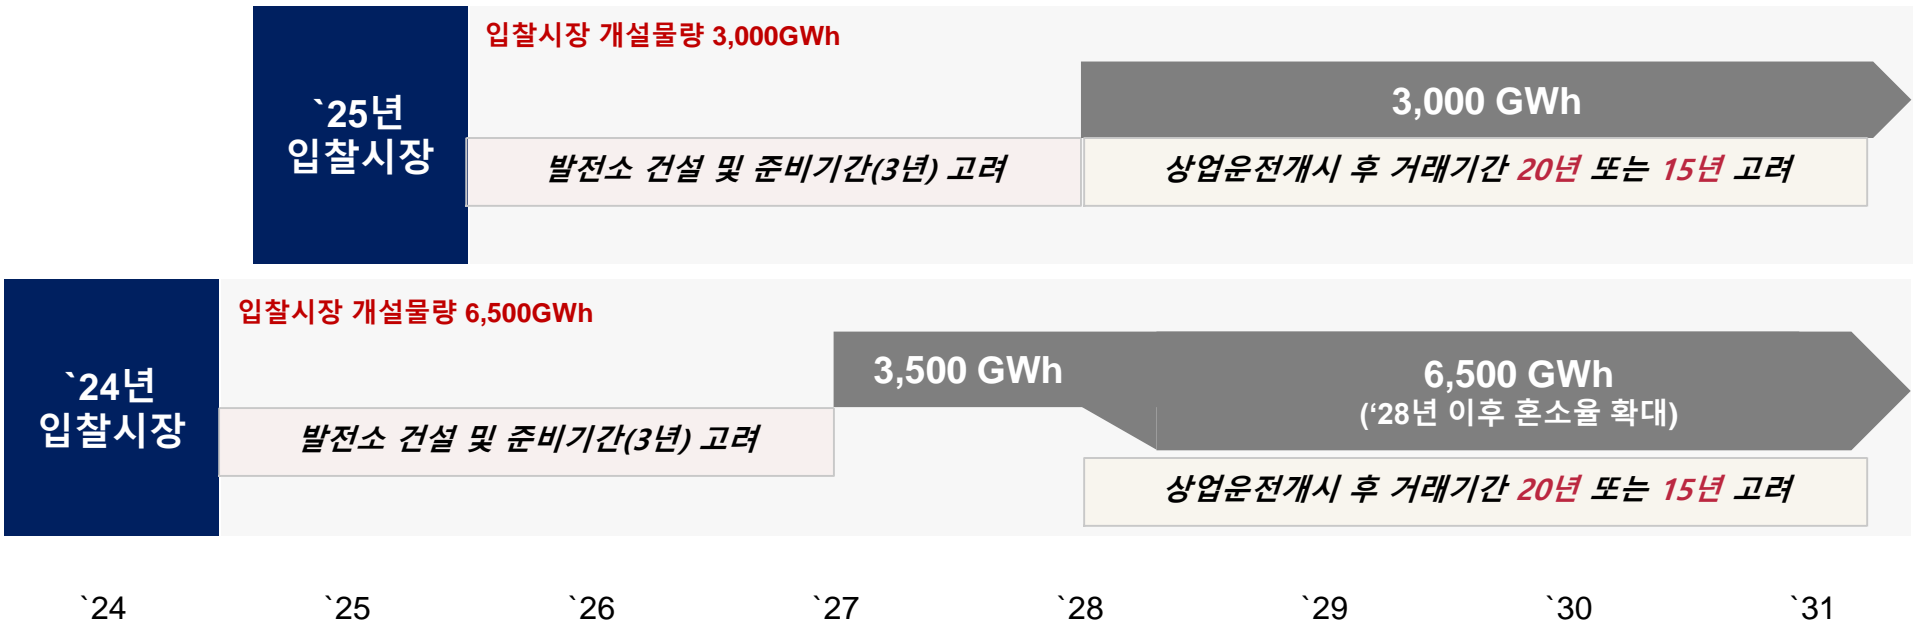 `25년
입찰시장
입찰시장 개설물량 3,000GWh
3,000 GWh
발전소 건설 및 준비기간(3년) 고려
상업운전개시 후 거래기간 20년 또는 15년 고려
`24년
입찰시장
입찰시장 개설물량 6,500GWh
3,500 GWh
6,500 GWh
(‘28년 이후 혼소율 확대)
발전소 건설 및 준비기간(3년) 고려
상업운전개시 후 거래기간 20년 또는 15년 고려
`24 `25 `26 `27 `28 `29 `30 `31